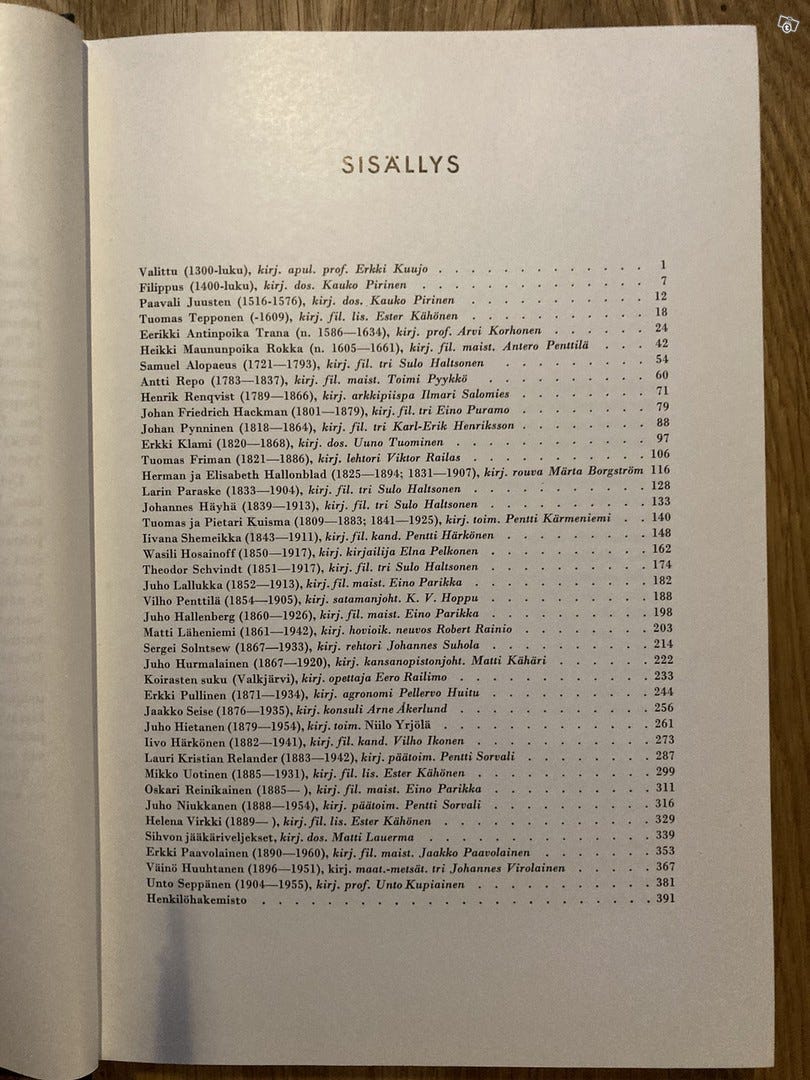 SISÄLLYS
Valittu (1300-luku), kirj. apul. prof. Erkki Kuujo . . . . . . . . . . . 1
Filippus (1400-luku), kirj. dos. Kauko Pirinen . . . . . . . . . . . . 7
Paavali Juusten (1516-1576), kirj. dos. Kauko Pirinen . . . . . . . . . . 12
Tuomas Tepponen (-1609), kirj. fil. lis. Ester Kähönen . . . . . . . . . . 18
Eerikki Antinpoika Trana (n. 1586—1634), kirj. prof. Arvi Korhonen . . . . . . 24
Heikki Maununpoika Rokka (n. 1605—1661), kirj. fil. maist. Antero Penttilä . . . 42
Samuel Alopaeus (1721—1793), kirj. fil. tri Sulo Haltsonen . . . . . . . . 54
Antti Repo (1783—1837), kirj. fil. maist. Toimi Pyykkö . . . . . . . . 60
Henrik Renqvist (1789—1866), kirj. arkkipiispa Ilmari Salomies . . . . . . . 71
Johan Friedrich Hackman (1801—1879), kirj. fil. tri Eino Puramo . . . . . . . 79
Johan Pynninen (1818—1864), kirj. fil. tri Karl-Erik Henriksson . . . . . . . 88
Erkki Klami (1820—1868), kirj. dos. Uuno Tuominen . . . . . . . . . . 97
Tuomas Friman (1821—1886), kirj. lehtori Viktor Railas . . . . . . . . . . 106
Herman ja Elisabeth Hallonblad (1825—1894; 1831—1907), kirj. rouva Märta Borgström 116
Larin Paraske (1833—1904), kirj. fil. tri Sulo Haltsonen . . . . . . . . . 128
Johannes Häyhä (1839—1913), kirj. fil. tri Sulo Haltsonen . . . . . . . . . 133
Tuomas ja Pietari Kuisma (1809—1883; 1841—1925), kirj. toim. Pentti Kärmeniemi . . 140
Iivana Shemeikka (1843—1911), kirj. fil. kand. Pentti Härkönen . . . . . . . . 148
Wasili Hosainoff (1850—1917), kirj. kirjailija Elna Pelkonen . . . . . . . . 162
Theodor Schvindt (1851—1917), kirj. fil. tri Sulo Haltsonen . . . . . . . . . 174
Juho Lallukka (1852—1913), kirj. fil. maist. Eino Parikka . . . . . . . . . 182
Vilho Penttilä (1854—1905), kirj. satamanjoht. K. V. Hoppu . . . . . . . . 188
Juho Hallenberg (1860—1926), kirj. fil. maist. Eino Parikka . . . . . . . . . 198
Matti Läheniemi (1861—1942), kirj. hovioik. neuvos Robert Rainio . . . . . . . 203
Sergei Solntsew (1867—1933), kirj. rehtori Johannes Suhola . . . . . . . . 214
Juho Hurmalainen (1867—1920), kirj. kansanopistonjoht. Matti Kähäri . . . . . 222
Koirasten suku (Valkjärvi), kirj. opettaja Eero Railimo . . . . . . . . . . 233
Erkki Pullinen (1871—1934), kirj. agronomi Pellervo Huitu . . . . . . . . . 244
Jaakko Seise (1876—1935), kirj. konsuli Arne Åkerlund . . . . . . . . . . 256
Juho Hietanen (1879—1954), kirj. toim. Niilo Yrjölä . . . . . . . . . . . 261
Iivo Härkönen (1882—1941), kirj. fil. kand. Vilho Ikonen . . . . . . . . . . 273
Lauri Kristian Relander (1883—1942), kirj. päätoim. Pentti Sorvali . . . . . . . 287
Mikko Uotinen (1885—1931), kirj. fil. lis. Ester Kähönen . . . . . . . . . . 299
Oskari Reinikainen (1885— ), kirj. fil. maist. Eino Parikka . . . . . . . . . 311
Juho Niukkanen (1888—1954), kirj. päätoim. Pentti Sorvali . . . . . . . . . 316
Helena Virkki (1889— ), kirj. fil. lis. Ester Kähönen . . . . . . . . . . . 329
Sihvon jääkäriveljekset, kirj. dos. Matti Lauerma . . . . . . . . . . . . 339
Erkki Paavolainen (1890—1960), kirj. fil. maist. Jaakko Paavolainen . . . . . . 353
Väinö Huuhtanen (1896—1951), kirj. maat.-metsät. tri Johannes Virolainen . . . . . 367
Unto Seppänen (1904—1955), kirj. prof. Unto Kupiainen . . . . . . . . . 381
Henkilöhakemisto . . . . . . . . . . . . . . . . . . . . 391